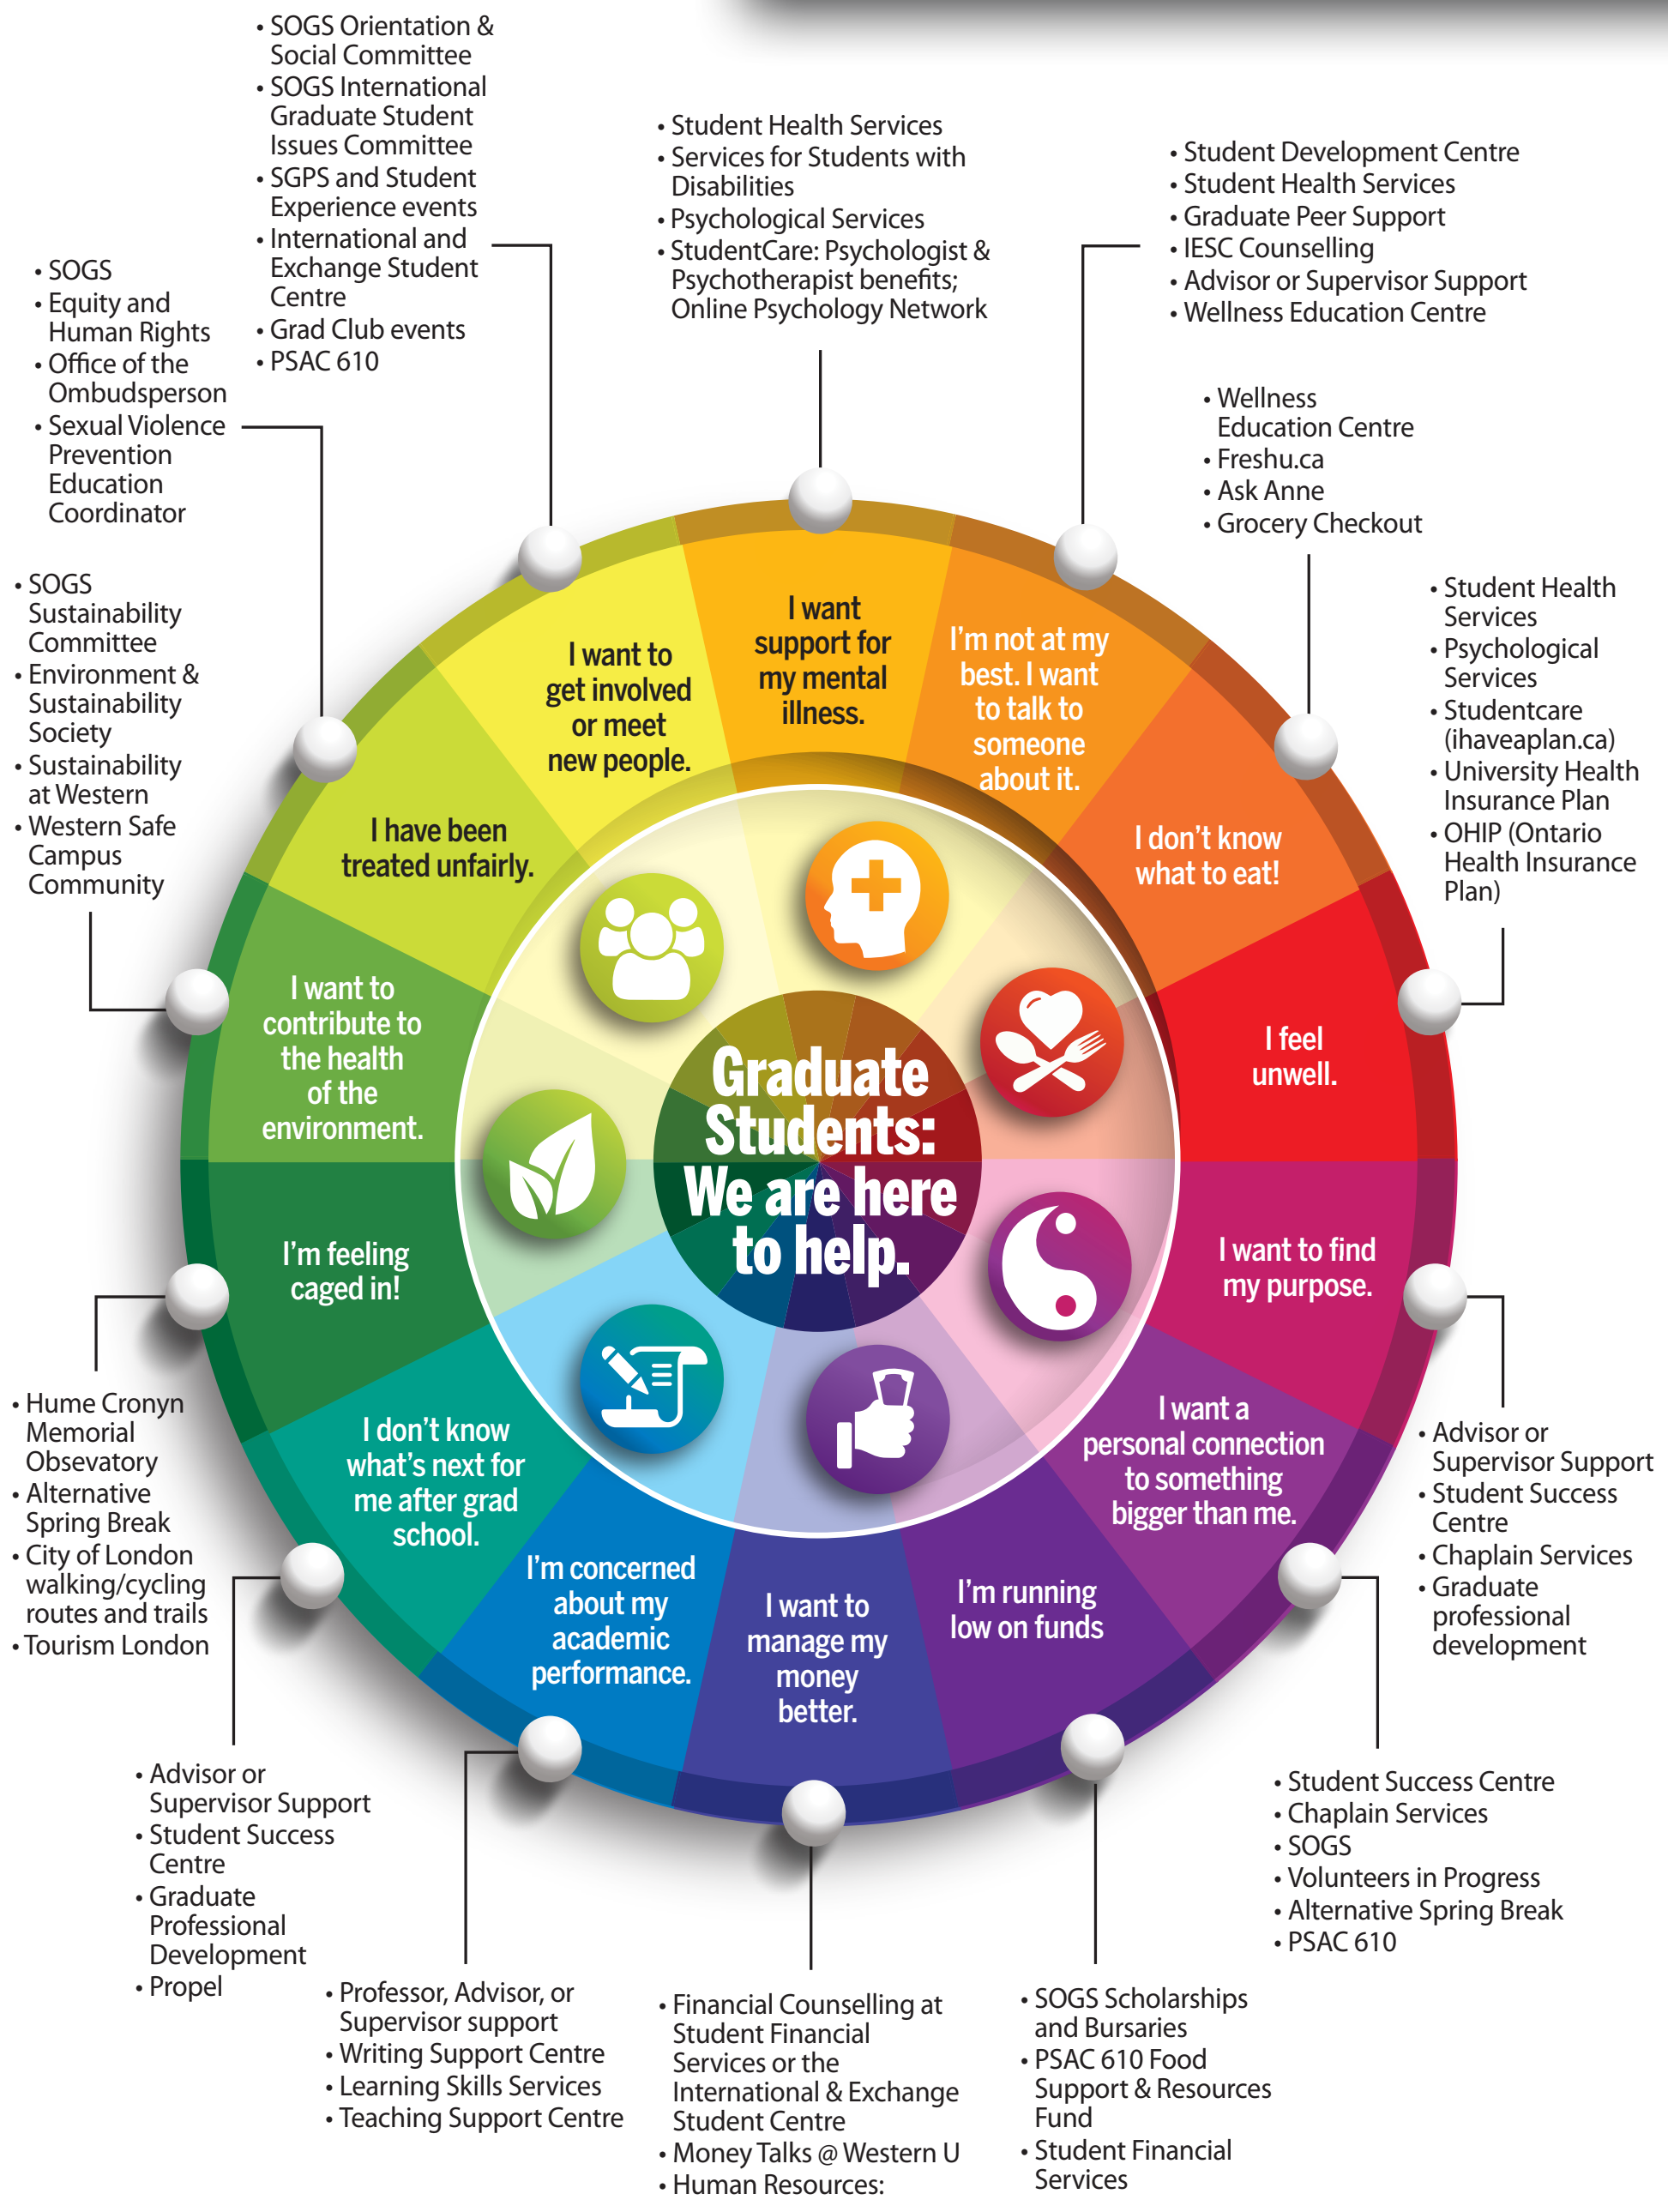 • SOGS Orientation &
Social Committee
• SOGS International
Graduate Student
Issues Committee
• SGPS and Student
Experience events
• International and
Exchange Student
Centre
• Grad Club events
• PSAC 610
• Student Health Services
• Services for Students with
Disabilities
• Psychological Services
• StudentCare: Psychologist &
Psychotherapist benefits;
Online Psychology Network
• Student Development Centre
• Student Health Services
• Graduate Peer Support
• IESC Counselling
• Advisor or Supervisor Support
• Wellness Education Centre
• SOGS
• Equity and
Human Rights
• Office of the
Ombudsperson
• Sexual Violence
Prevention
Education
Coordinator
• Wellness
Education Centre
• Freshu.ca
• Ask Anne
• Grocery Checkout
• SOGS
Sustainability
Committee
• Environment &
Sustainability
Society
• Sustainability
at Western
• Western Safe
Campus
Community
• Student Health
Services
• Psychological
Services
• Studentcare
(ihaveaplan.ca)
• University Health
Insurance Plan
• OHIP (Ontario
Health Insurance
Plan)
I want
support for
my mental
illness.
I'm not at my
best. I want
to talk to
someone
about it.
I don't know
what to eat!
I feel
unwell.
I want to find
my purpose.
I want a
personal connection
to something
bigger than me.
I'm running
low on funds
I want to
manage my
money
better.
I'm concerned
about my
academic
performance.
I don't know
what's next for
me after grad
school.
I'm feeling
caged in!
I want to
contribute to
the health
of the
environment.
I have been
treated unfairly.
I want to
get involved
or meet
new people.
Graduate
Students:
We are here
to help.
• Hume Cronyn
Memorial
Obsevatory
• Alternative
Spring Break
• City of London
walking/cycling
routes and trails
• Tourism London
• Advisor or
Supervisor Support
• Student Success
Centre
• Chaplain Services
• Graduate
professional
development
• Advisor or
Supervisor Support
• Student Success
Centre
• Graduate
Professional
Development
• Propel
• Student Success Centre
• Chaplain Services
• SOGS
• Volunteers in Progress
• Alternative Spring Break
• PSAC 610
• Professor, Advisor, or
Supervisor support
• Writing Support Centre
• Learning Skills Services
• Teaching Support Centre
• Financial Counselling at
Student Financial
Services or the
International & Exchange
Student Centre
• Money Talks @ Western U
• Human Resources:
• SOGS Scholarships
and Bursaries
• PSAC 610 Food
Support & Resources
Fund
• Student Financial
Services